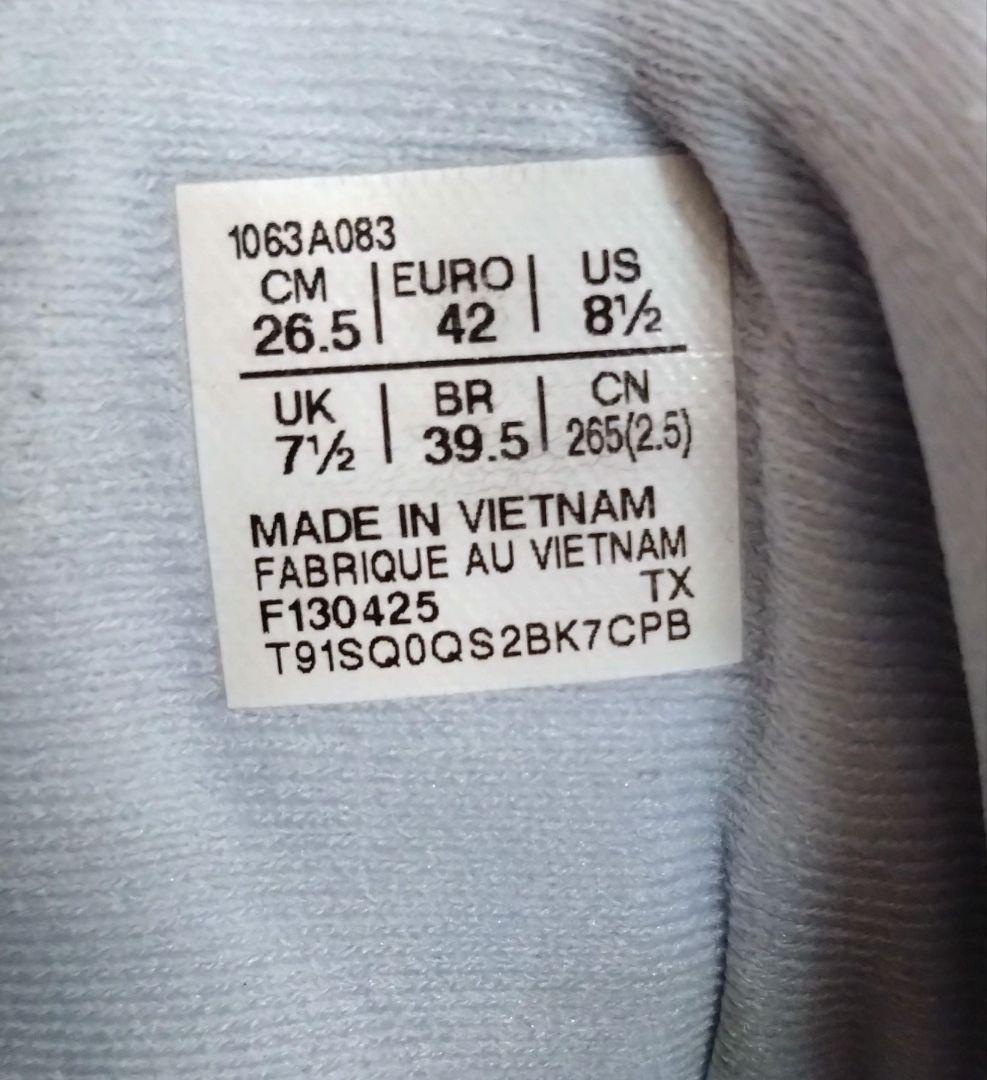 1063A083
CM | EURO | US
26.5 | 42 | 8½
UK | BR | CN
7½ | 39.5 | 265(2.5)
MADE IN VIETNAM
FABRIQUE AU VIETNAM
F130425 TX
T91SQ0QS2BK7CPB